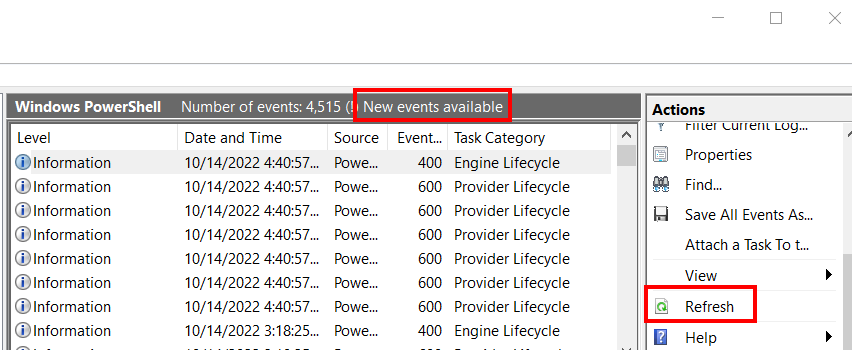 Windows PowerShell Number of events: 4,515 (!) New events available
Level Date and Time Source Event... Task Category
Information 10/14/2022 4:40:57... Powe... 400 Engine Lifecycle
Information 10/14/2022 4:40:57... Powe... 600 Provider Lifecycle
Information 10/14/2022 4:40:57... Powe... 600 Provider Lifecycle
Information 10/14/2022 4:40:57... Powe... 600 Provider Lifecycle
Information 10/14/2022 4:40:57... Powe... 600 Provider Lifecycle
Information 10/14/2022 4:40:57... Powe... 600 Provider Lifecycle
Information 10/14/2022 4:40:57... Powe... 600 Provider Lifecycle
Information 10/14/2022 3:18:25... Powe... 400 Engine Lifecycle
Actions
Filter Current Log...
Properties
Find...
Save All Events As...
Attach a Task To t...
View
Refresh
Help